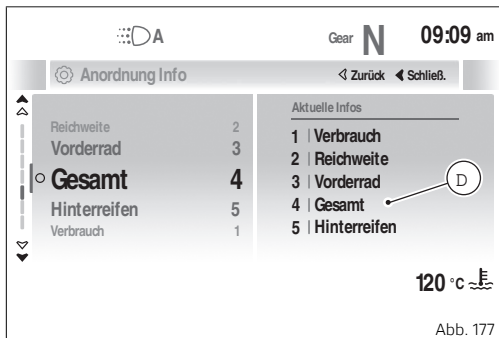 A Gear N 09:09 am
Anordnung Info Zurück Schließ.
Reichweite 2
Vorderrad 3
Gesamt 4
Hinterreifen 5
Verbrauch 1
Aktuelle Infos
1 | Verbrauch
2 | Reichweite
3 | Vorderrad
4 | Gesamt
5 | Hinterreifen
D
120 °C
Abb. 177